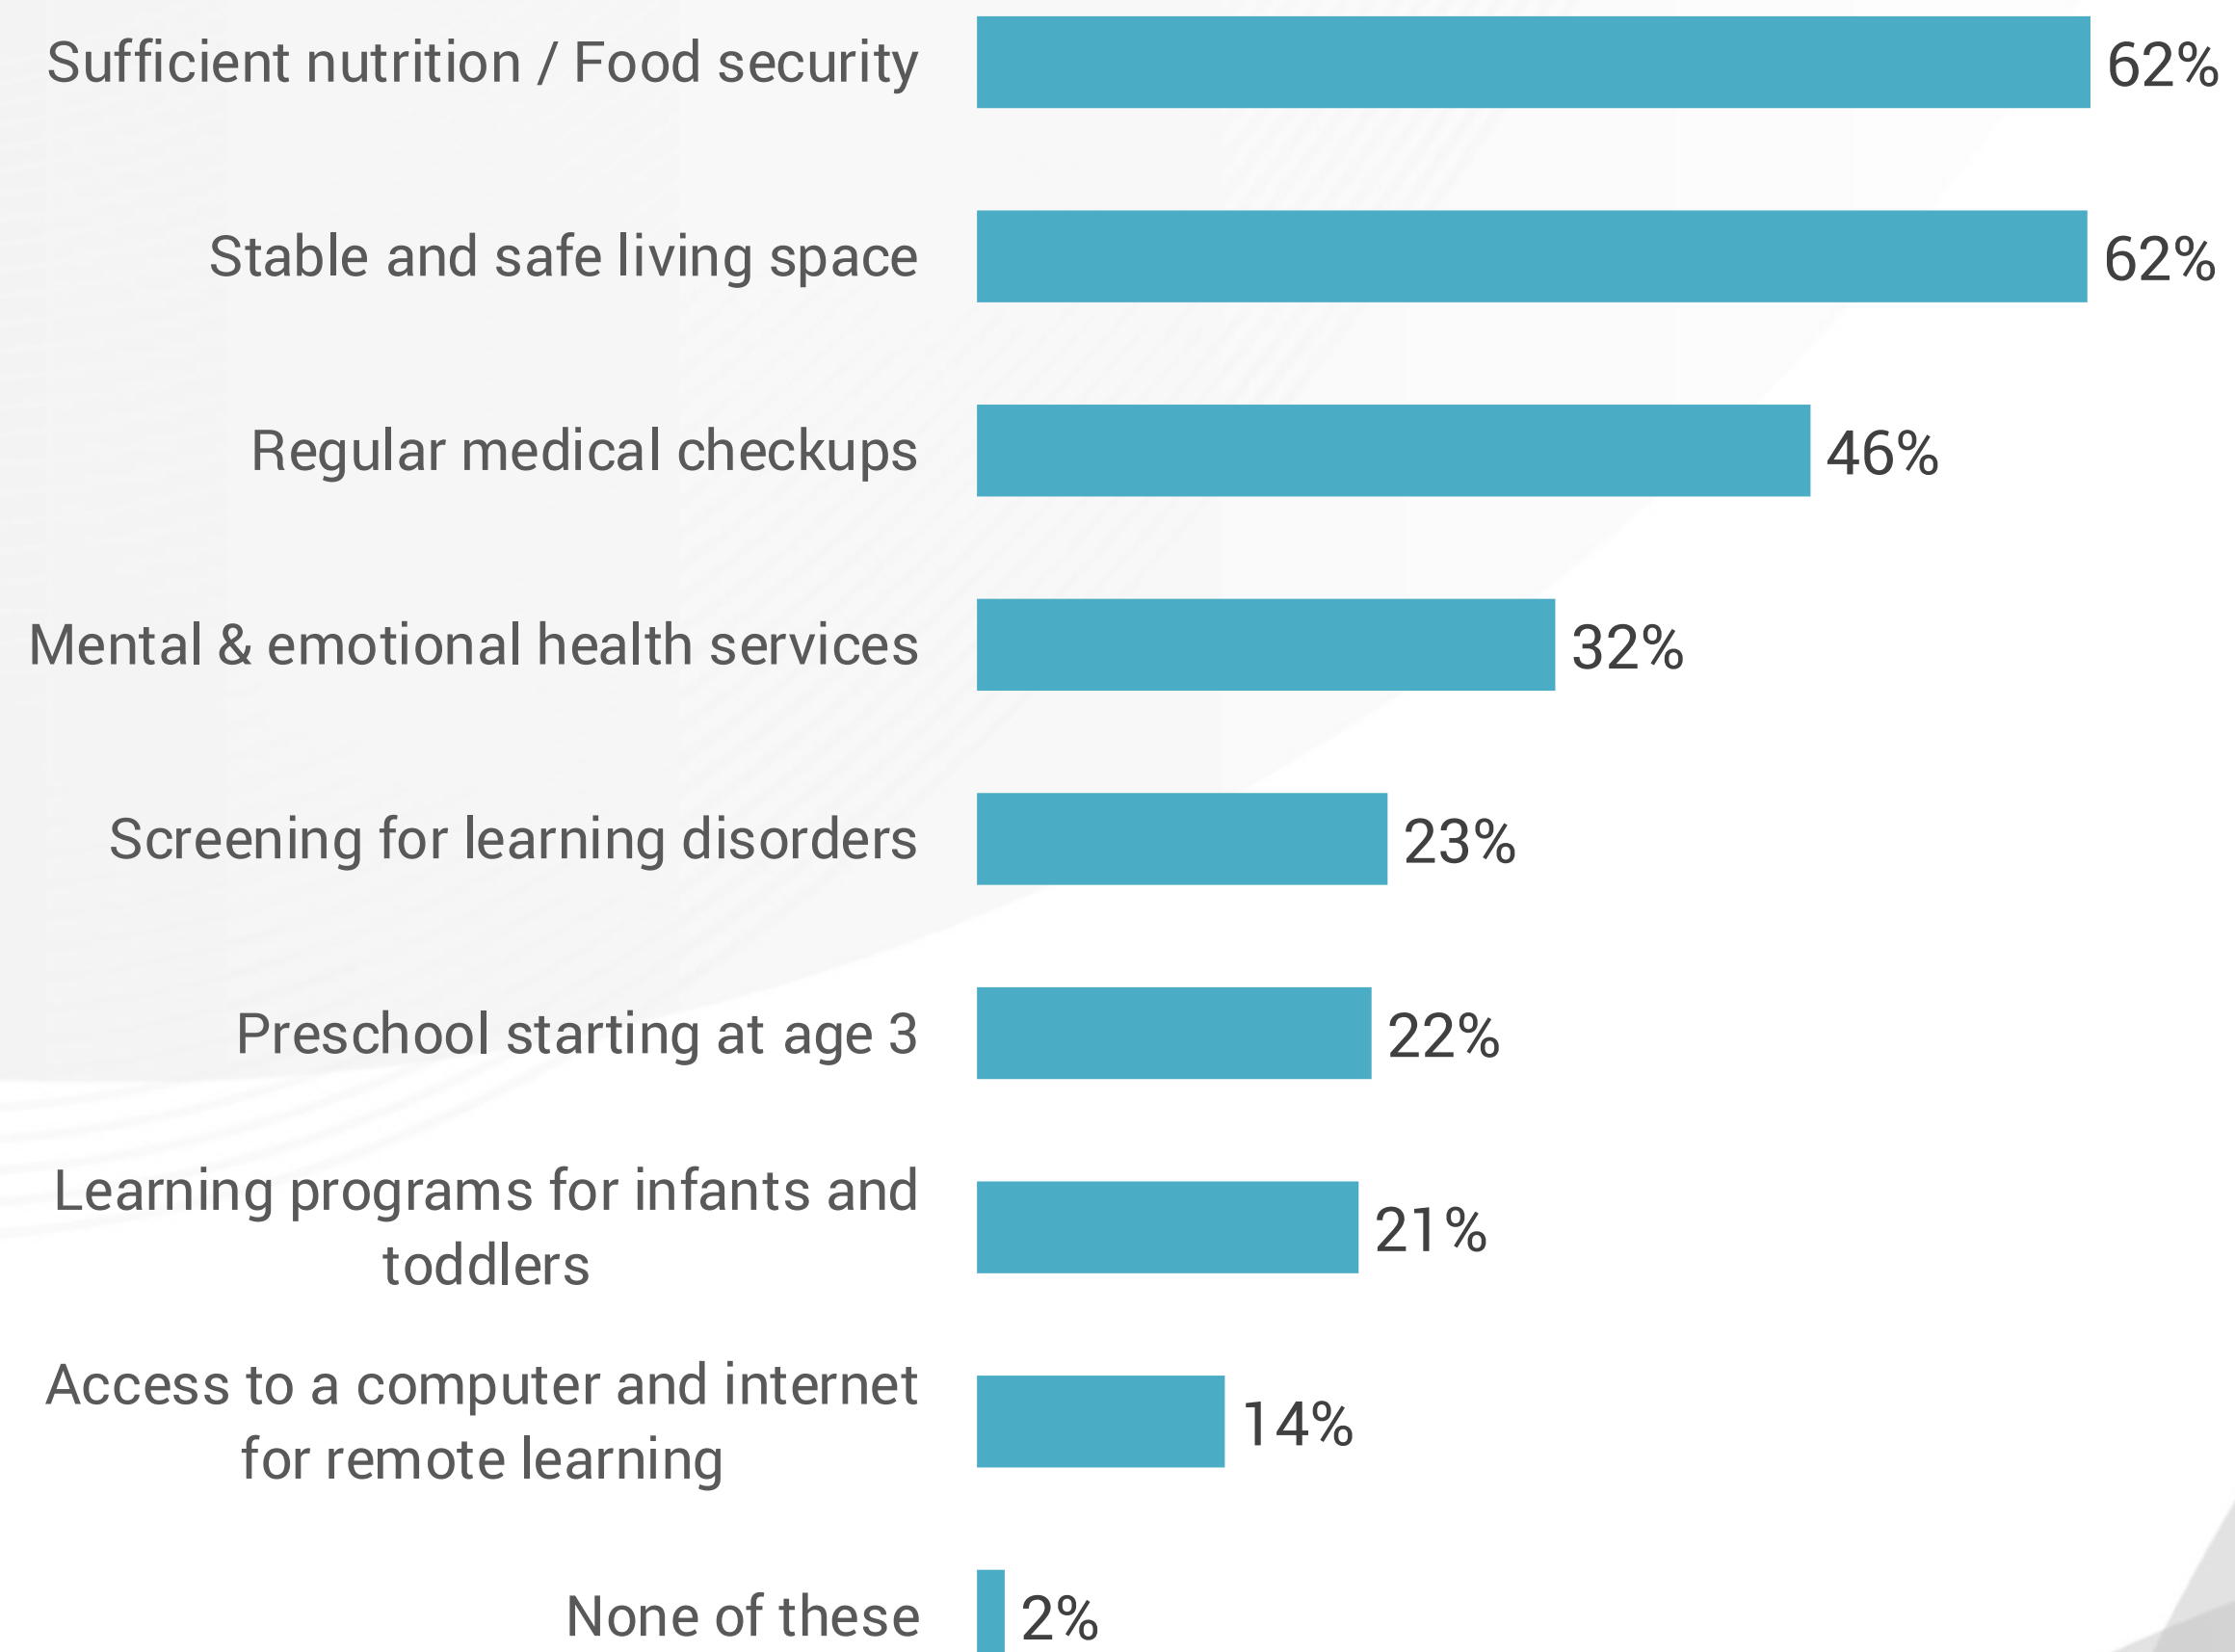 Sufficient nutrition / Food security 62%
Stable and safe living space 62%
Regular medical checkups 46%
Mental & emotional health services 32%
Screening for learning disorders 23%
Preschool starting at age 3 22%
Learning programs for infants and
toddlers 21%
Access to a computer and internet
for remote learning 14%
None of these 2%